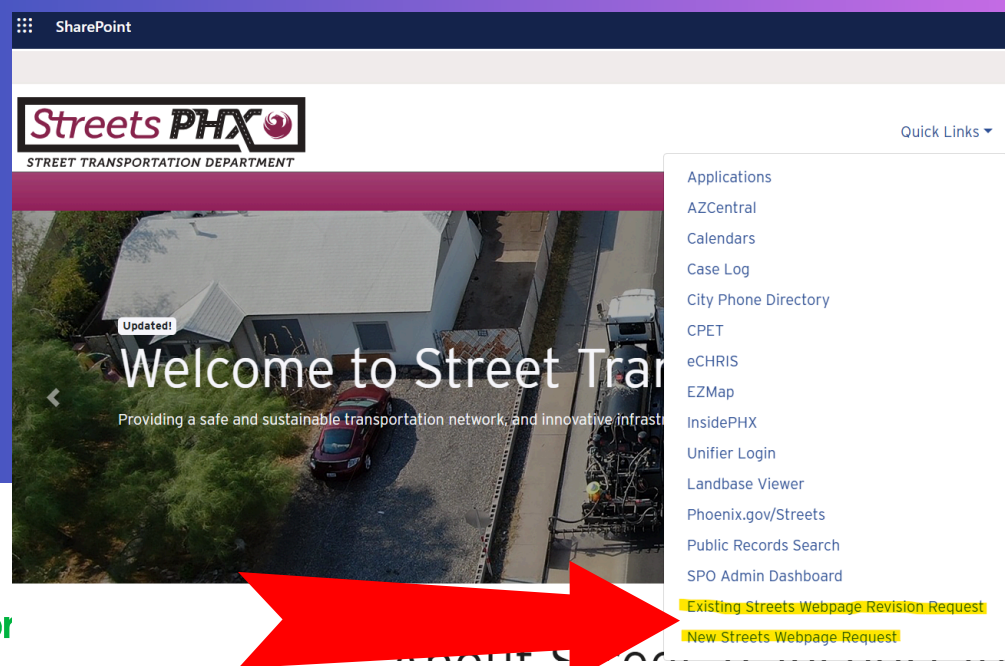 SharePoint
Streets PHX
STREET TRANSPORTATION DEPARTMENT
Quick Links
Applications
AZCentral
Calendars
Case Log
City Phone Directory
CPET
eCHRIS
EZMap
InsidePHX
Unifier Login
Landbase Viewer
Phoenix.gov/Streets
Public Records Search
SPO Admin Dashboard
Existing Streets Webpage Revision Request
New Streets Webpage Request
Updated!
Welcome to Street Tra
Providing a safe and sustainable transportation network, and innovative infrast
or